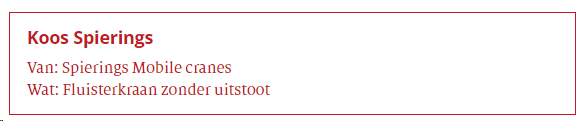 Koos Spierings
Van: Spierings Mobile cranes
Wat: Fluisterkraan zonder uitstoot